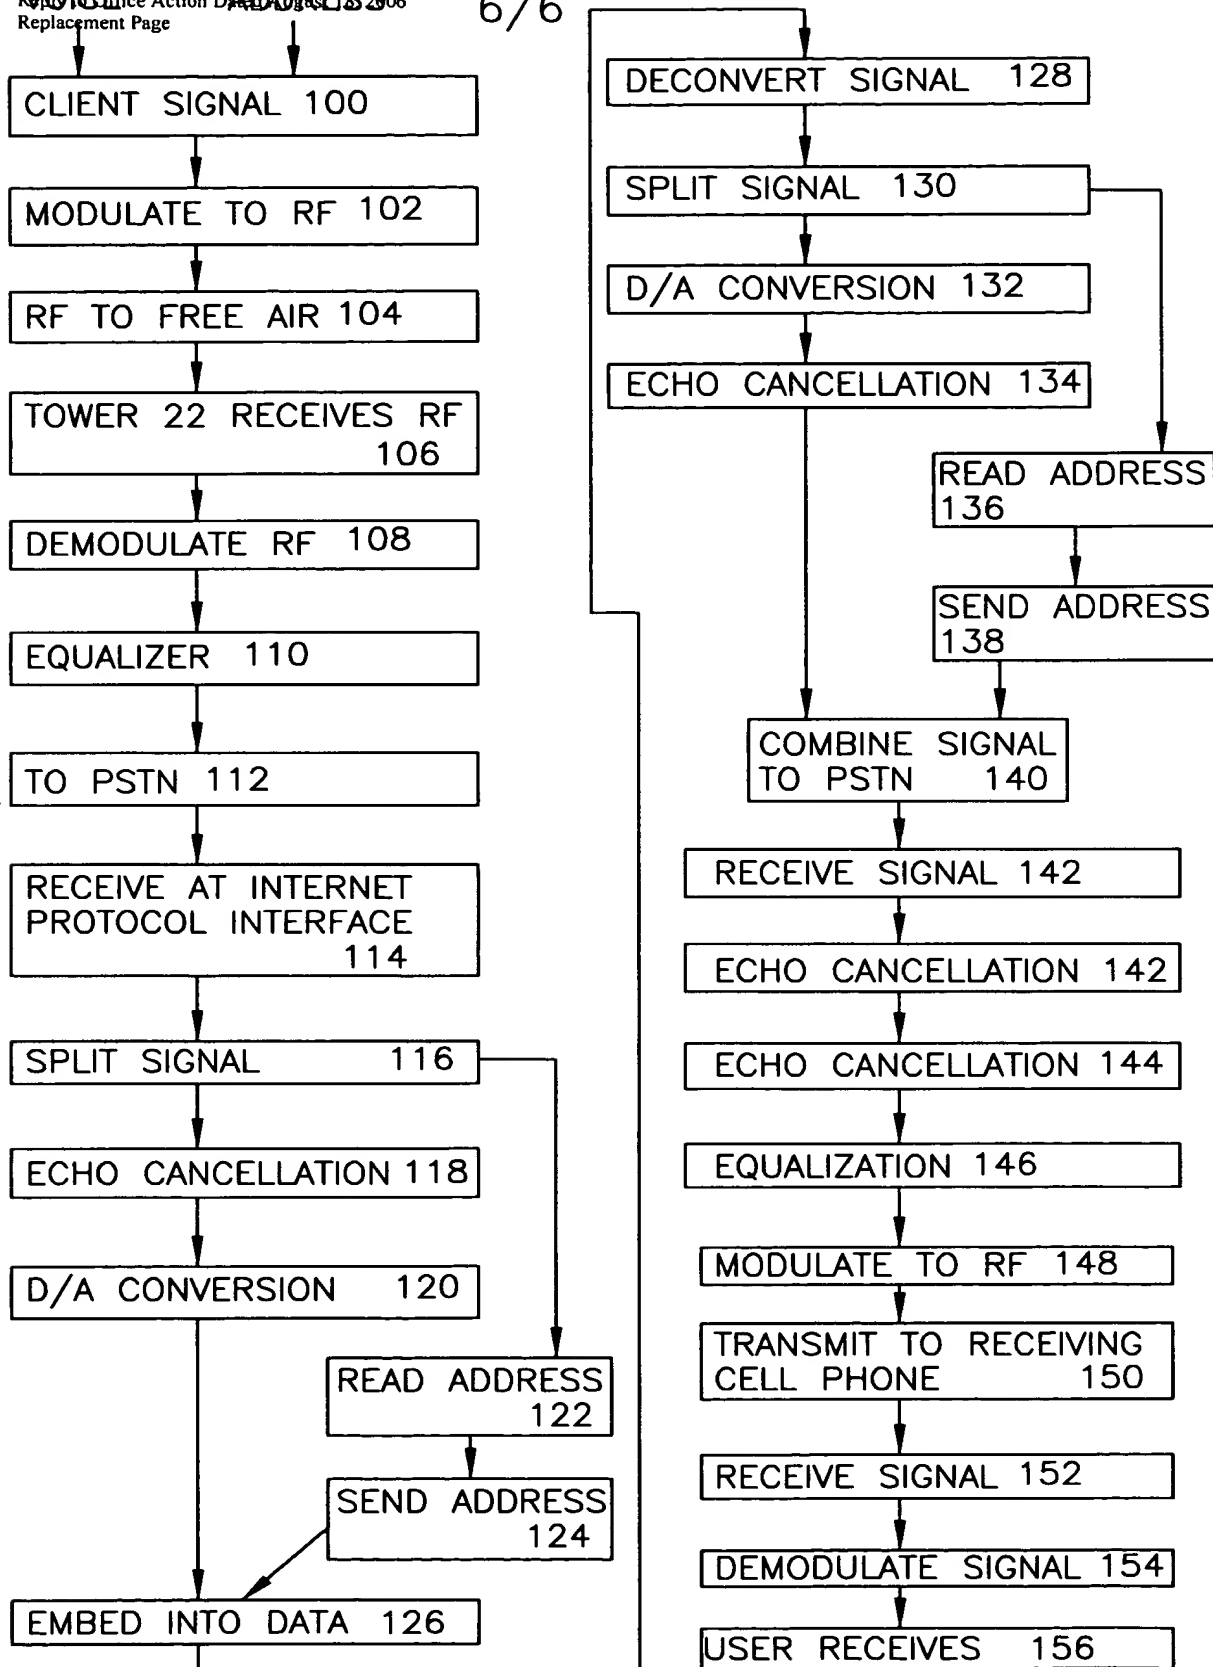 Action
6/6
Replacement Page
CLIENT SIGNAL 100
MODULATE TO RF 102
RF TO FREE AIR 104
TOWER 22 RECEIVES RF
106
DEMODULATE RF 108
EQUALIZER 110
TO PSTN 112
RECEIVE AT INTERNET
PROTOCOL INTERFACE
114
SPLIT SIGNAL 116
ECHO CANCELLATION 118
D/A CONVERSION 120
READ ADDRESS
122
SEND ADDRESS
124
EMBED INTO DATA 126
DECONVERT SIGNAL 128
SPLIT SIGNAL 130
D/A CONVERSION 132
ECHO CANCELLATION 134
READ ADDRESS
136
SEND ADDRESS
138
COMBINE SIGNAL
TO PSTN 140
RECEIVE SIGNAL 142
ECHO CANCELLATION 142
ECHO CANCELLATION 144
EQUALIZATION 146
MODULATE TO RF 148
TRANSMIT TO RECEIVING
CELL PHONE 150
RECEIVE SIGNAL 152
DEMODULATE SIGNAL 154
USER RECEIVES 156